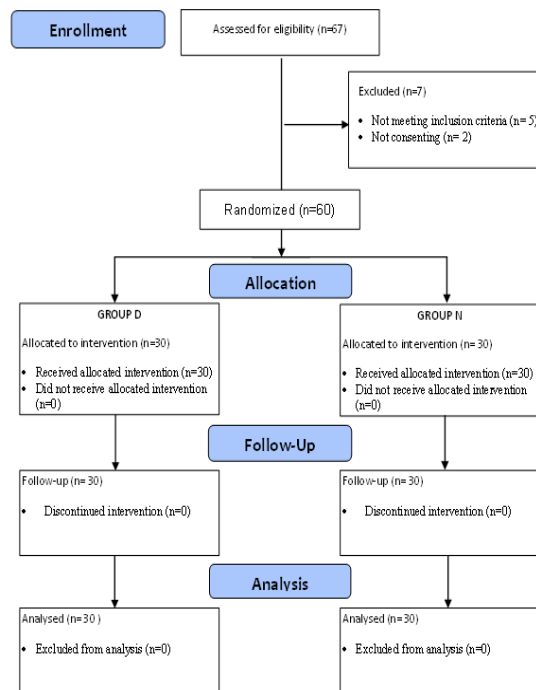 Enrollment
Assessed for eligibility (n=67)
Excluded (n=7)
• Not meeting inclusion criteria (n= 5)
• Not consenting (n= 2)
Randomized (n=60)
Allocation
GROUP D
Allocated to intervention (n=30)
• Received allocated intervention (n=30)
• Did not receive allocated intervention
(n=0)
GROUP N
Allocated to intervention (n= 30)
• Received allocated intervention (n=30)
• Did not receive allocated intervention
(n=0)
Follow-Up
Follow-up (n= 30)
• Discontinued intervention (n=0)
Follow-up (n= 30)
• Discontinued intervention (n=0)
Analysis
Analysed (n=30 )
• Excluded from analysis (n=0)
Analysed (n=30)
• Excluded from analysis (n=0)